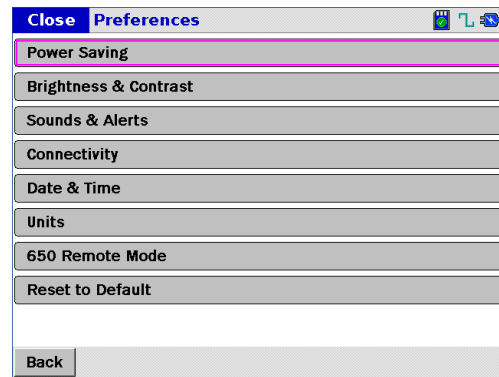 Close Preferences
Power Saving
Brightness & Contrast
Sounds & Alerts
Connectivity
Date & Time
Units
650 Remote Mode
Reset to Default
Back